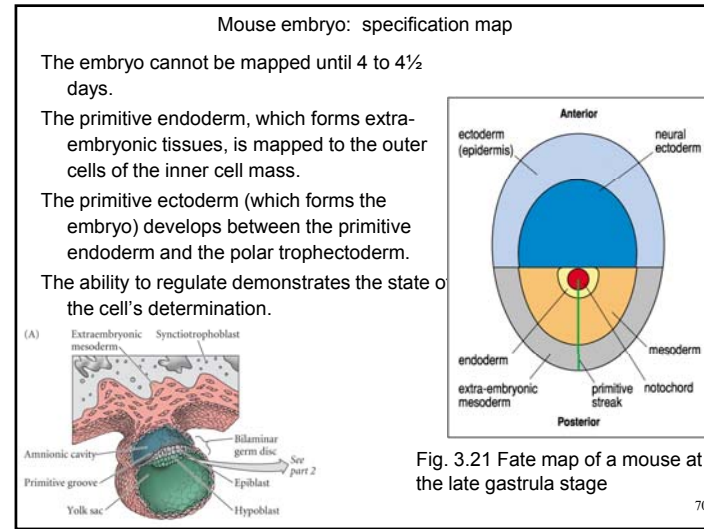 Mouse embryo: specification map
The embryo cannot be mapped until 4 to 4½
days.
The primitive endoderm, which forms extra-
embryonic tissues, is mapped to the outer
cells of the inner cell mass.
The primitive ectoderm (which forms the
embryo) develops between the primitive
endoderm and the polar trophectoderm.
The ability to regulate demonstrates the state o
the cell's determination.
Anterior
ectoderm
(epidermis)
neural
ectoderm
endoderm
mesoderm
extra-embryonic
mesoderm
primitive
streak
notochord
Posterior
Fig. 3.21 Fate map of a mouse at
the late gastrula stage
(A)
Extraembryonic
mesoderm
Synctiotrophoblast
Amnionic cavity
Primitive groove
Yolk sac
Bilaminar
germ disc
Epiblast
Hypoblast
See
part 2
76